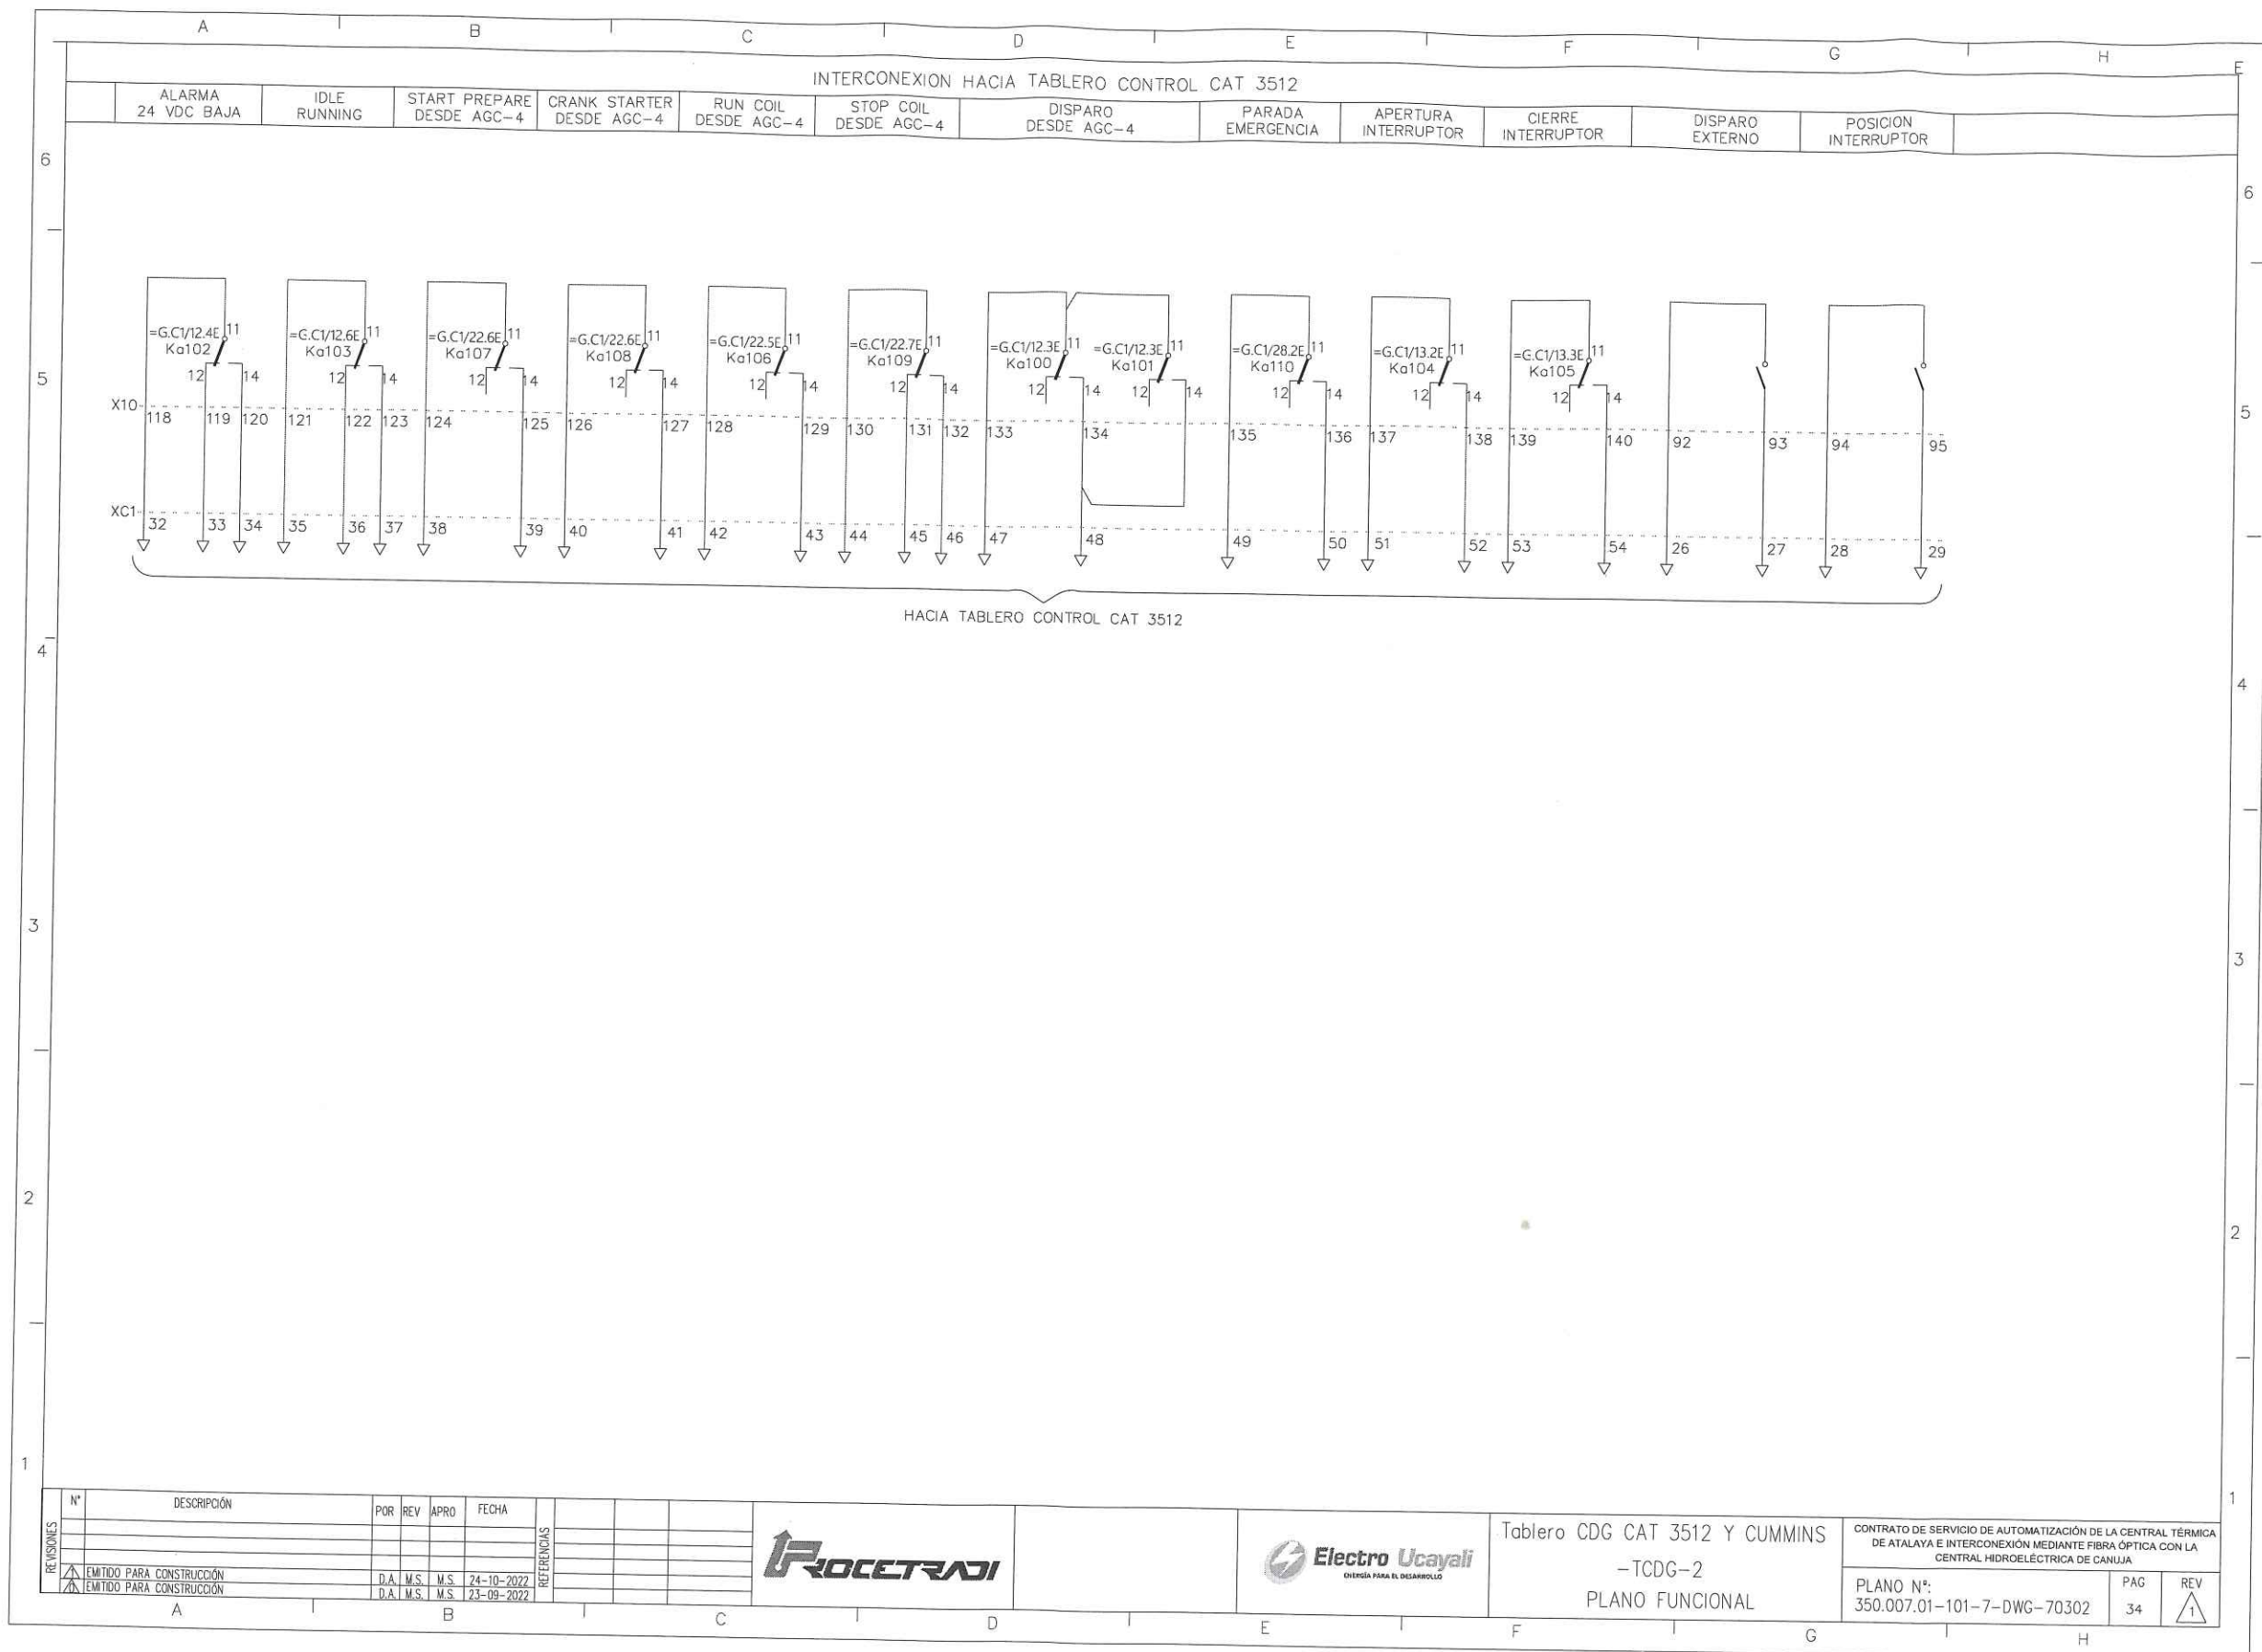 A B C D E F G H
INTERCONEXION HACIA TABLERO CONTROL CAT 3512
E
ALARMA
24 VDC BAJA
IDLE
RUNNING
START PREPARE
DESDE AGC-4
CRANK STARTER
DESDE AGC-4
RUN COIL
DESDE AGC-4
STOP COIL
DESDE AGC-4
DISPARO
DESDE AGC-4
PARADA
EMERGENCIA
APERTURA
INTERRUPTOR
CIERRE
INTERRUPTOR
DISPARO
EXTERNO
POSICION
INTERRUPTOR
6
6
=G.C1/12.4E 11
Ka102
12 14
=G.C1/12.6E 11
Ka103
12 14
=G.C1/22.6E 11
Ka107
12 14
=G.C1/22.6E 11
Ka108
12 14
=G.C1/22.5E 11
Ka106
12 14
=G.C1/22.7E 11
Ka109
12 14
=G.C1/12.3E 11
Ka100
12 14
=G.C1/12.3E 11
Ka101
12 14
=G.C1/28.2E 11
Ka110
12 14
=G.C1/13.2E 11
Ka104
12 14
=G.C1/13.3E 11
Ka105
12 14
5
5
X10 118 119 120 121 122 123 124 125 126 127 128 129 130 131 132 133 134 135 136 137 138 139 140 92 93 94 95
XC1 32 33 34 35 36 37 38 39 40 41 42 43 44 45 46 47 48 49 50 51 52 53 54 26 27 28 29
HACIA TABLERO CONTROL CAT 3512
4
4
3
3
2
2
1
1
REVISIONES
N° DESCRIPCIÓN POR REV APRO FECHA
1 EMITIDO PARA CONSTRUCCIÓN D.A. M.S. M.S. 24-10-2022
0 EMITIDO PARA CONSTRUCCIÓN D.A. M.S. M.S. 23-09-2022
REFERENCIAS
PROCETRADI
Electro Ucayali
ENERGÍA PARA EL DESARROLLO
Tablero CDG CAT 3512 Y CUMMINS
-TCDG-2
PLANO FUNCIONAL
CONTRATO DE SERVICIO DE AUTOMATIZACIÓN DE LA CENTRAL TÉRMICA
DE ATALAYA E INTERCONEXIÓN MEDIANTE FIBRA ÓPTICA CON LA
CENTRAL HIDROELÉCTRICA DE CANUJA
PLANO N°:
350.007.01-101-7-DWG-70302
PAG
34
REV
1
A B C D E F G H